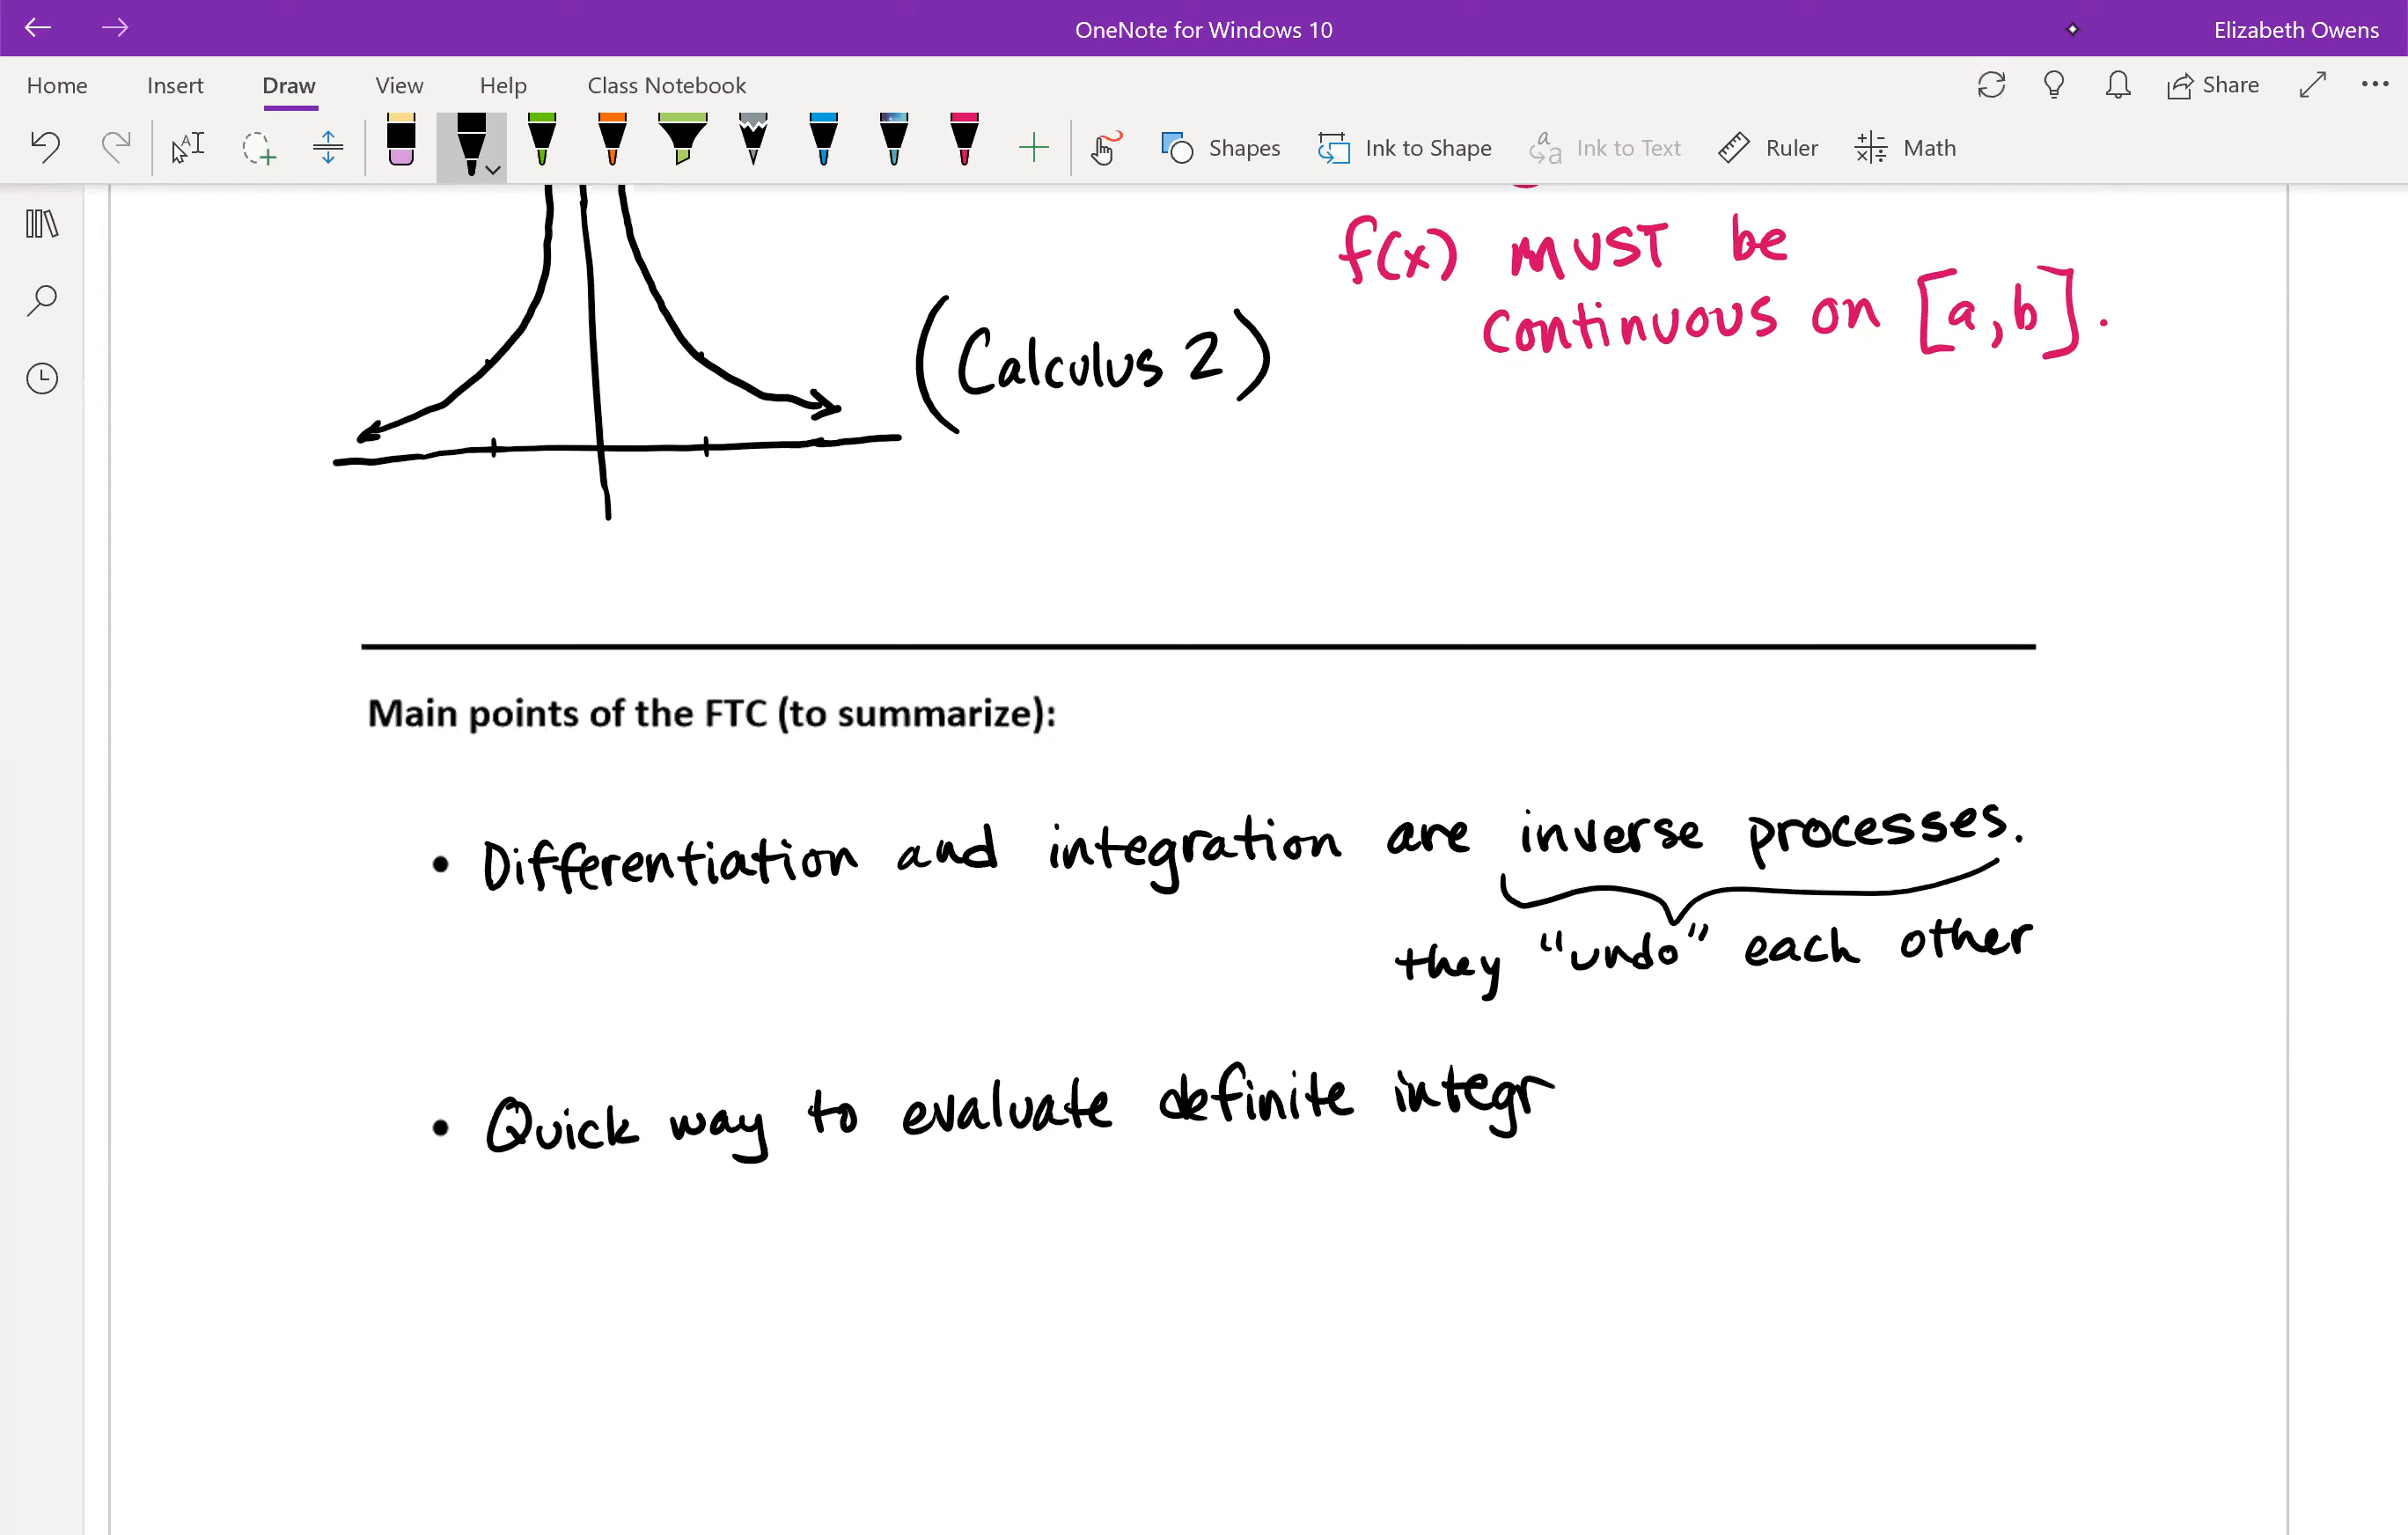 OneNote for Windows 10
Elizabeth Owens
Home Insert Draw View Help Class Notebook
Share
Shapes Ink to Shape Ink to Text Ruler Math
f(x) must be
continuous on [a,b].
(Calculus 2)
Main points of the FTC (to summarize):
• Differentiation and integration are inverse processes.
they "undo" each other
• Quick way to evaluate definite integr